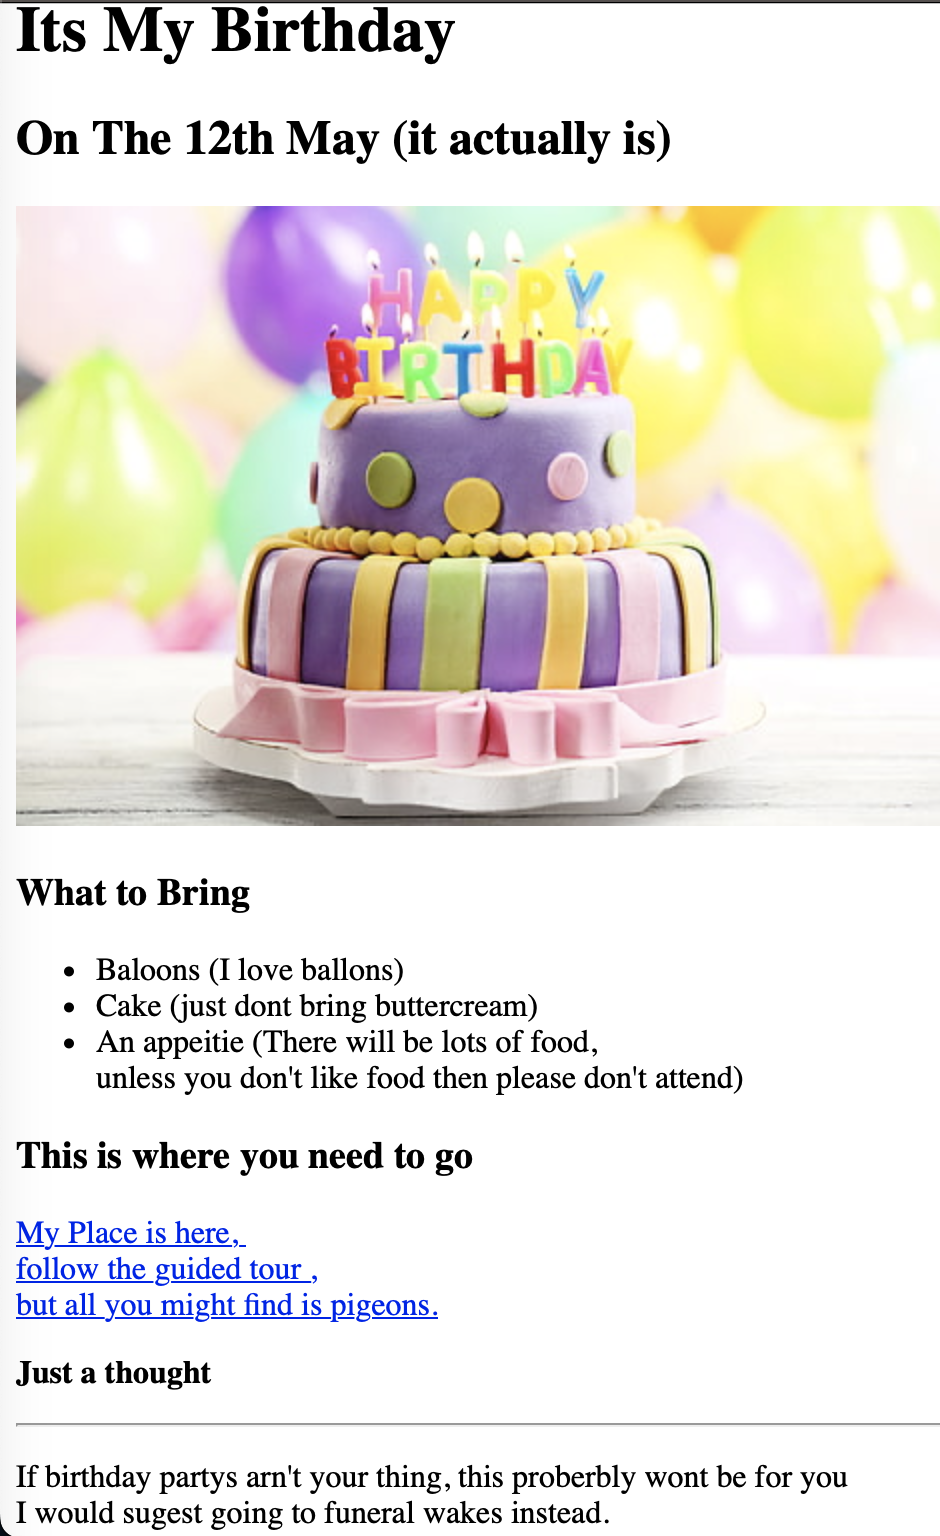 Its My Birthday
On The 12th May (it actually is)
HAPPY
BIRTHDAY
What to Bring
Baloons (I love ballons)
Cake (just dont bring buttercream)
An appeitie (There will be lots of food,
unless you don't like food then please don't attend)
This is where you need to go
My Place is here,
follow the guided tour ,
but all you might find is pigeons.
Just a thought
If birthday partys arn't your thing, this proberbly wont be for you
I would sugest going to funeral wakes instead.